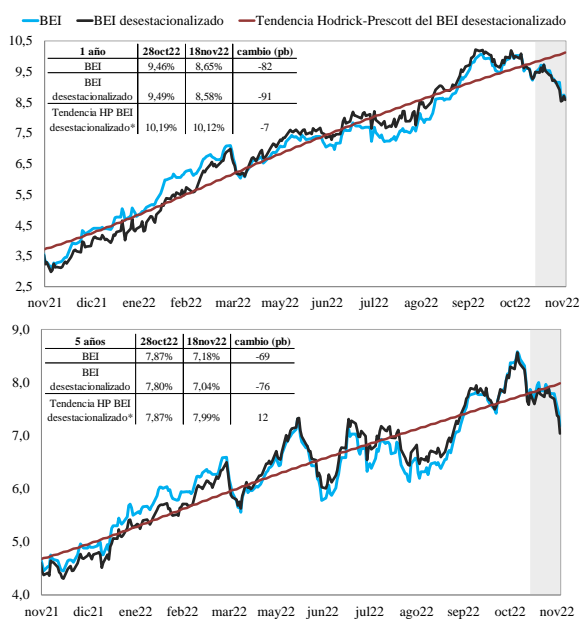 BEI BEI desestacionalizado Tendencia Hodrick-Prescott del BEI desestacionalizado
10,5
9,5
8,5
7,5
6,5
5,5
4,5
3,5
2,5
1 año 28oct22 18nov22 cambio (pb)
BEI 9,46% 8,65% -82
BEI
desestacionalizado 9,49% 8,58% -91
Tendencia HP BEI
desestacionalizado* 10,19% 10,12% -7
nov21 dic21 ene22 feb22 mar22 may22 jun22 jul22 ago22 sep22 oct22 nov22
9,0
8,0
7,0
6,0
5,0
4,0
5 años 28oct22 18nov22 cambio (pb)
BEI 7,87% 7,18% -69
BEI
desestacionalizado 7,80% 7,04% -76
Tendencia HP BEI
desestacionalizado* 7,87% 7,99% 12
nov21 dic21 ene22 feb22 mar22 may22 jun22 jul22 ago22 sep22 oct22 nov22